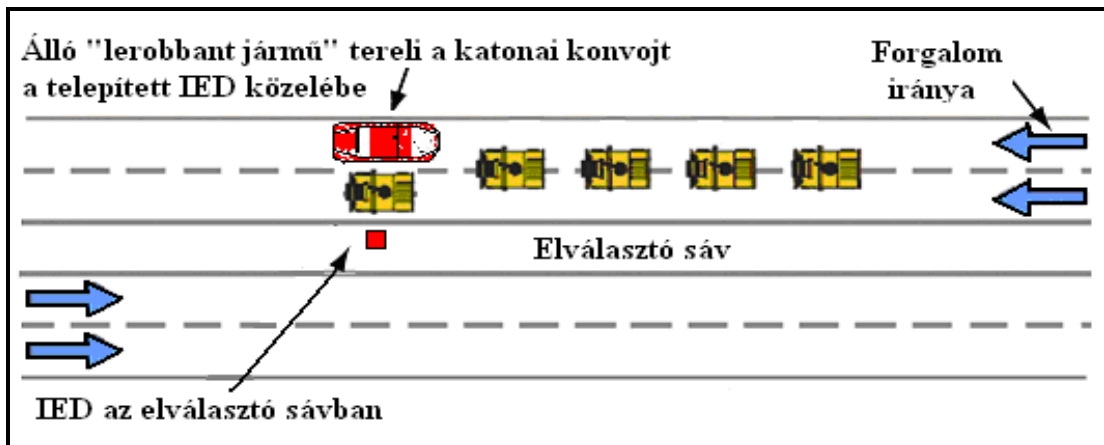 Álló "lerobbant jármű" tereli a katonai konvojt
a telepített IED közelébe
Forgalom
iránya
Elválasztó sáv
IED az elválasztó sávban